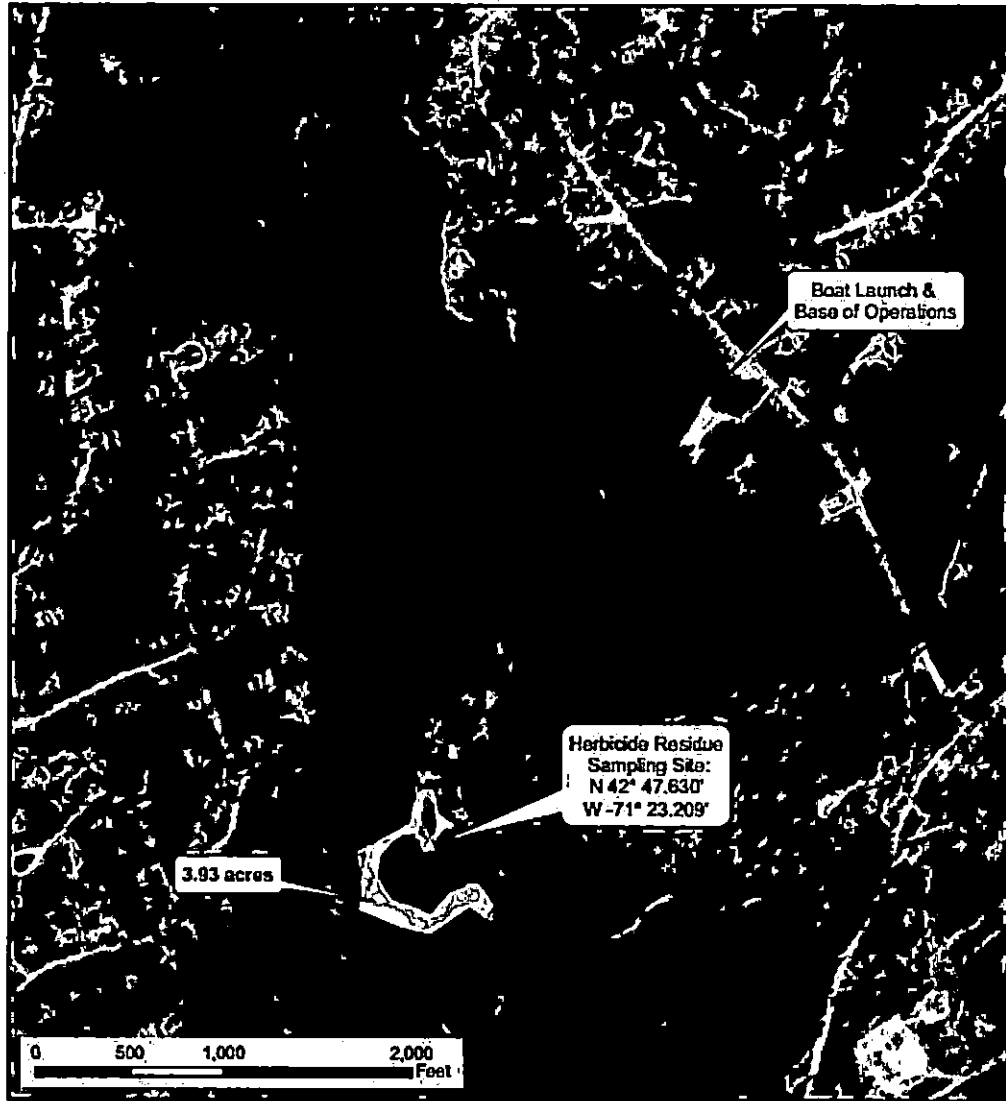 Boat Launch &
Base of Operations
Herbicide Residue
Sampling Site:
N 42° 47.630'
W -71° 23.209'
3.93 acres
0 500 1,000 2,000
Feet